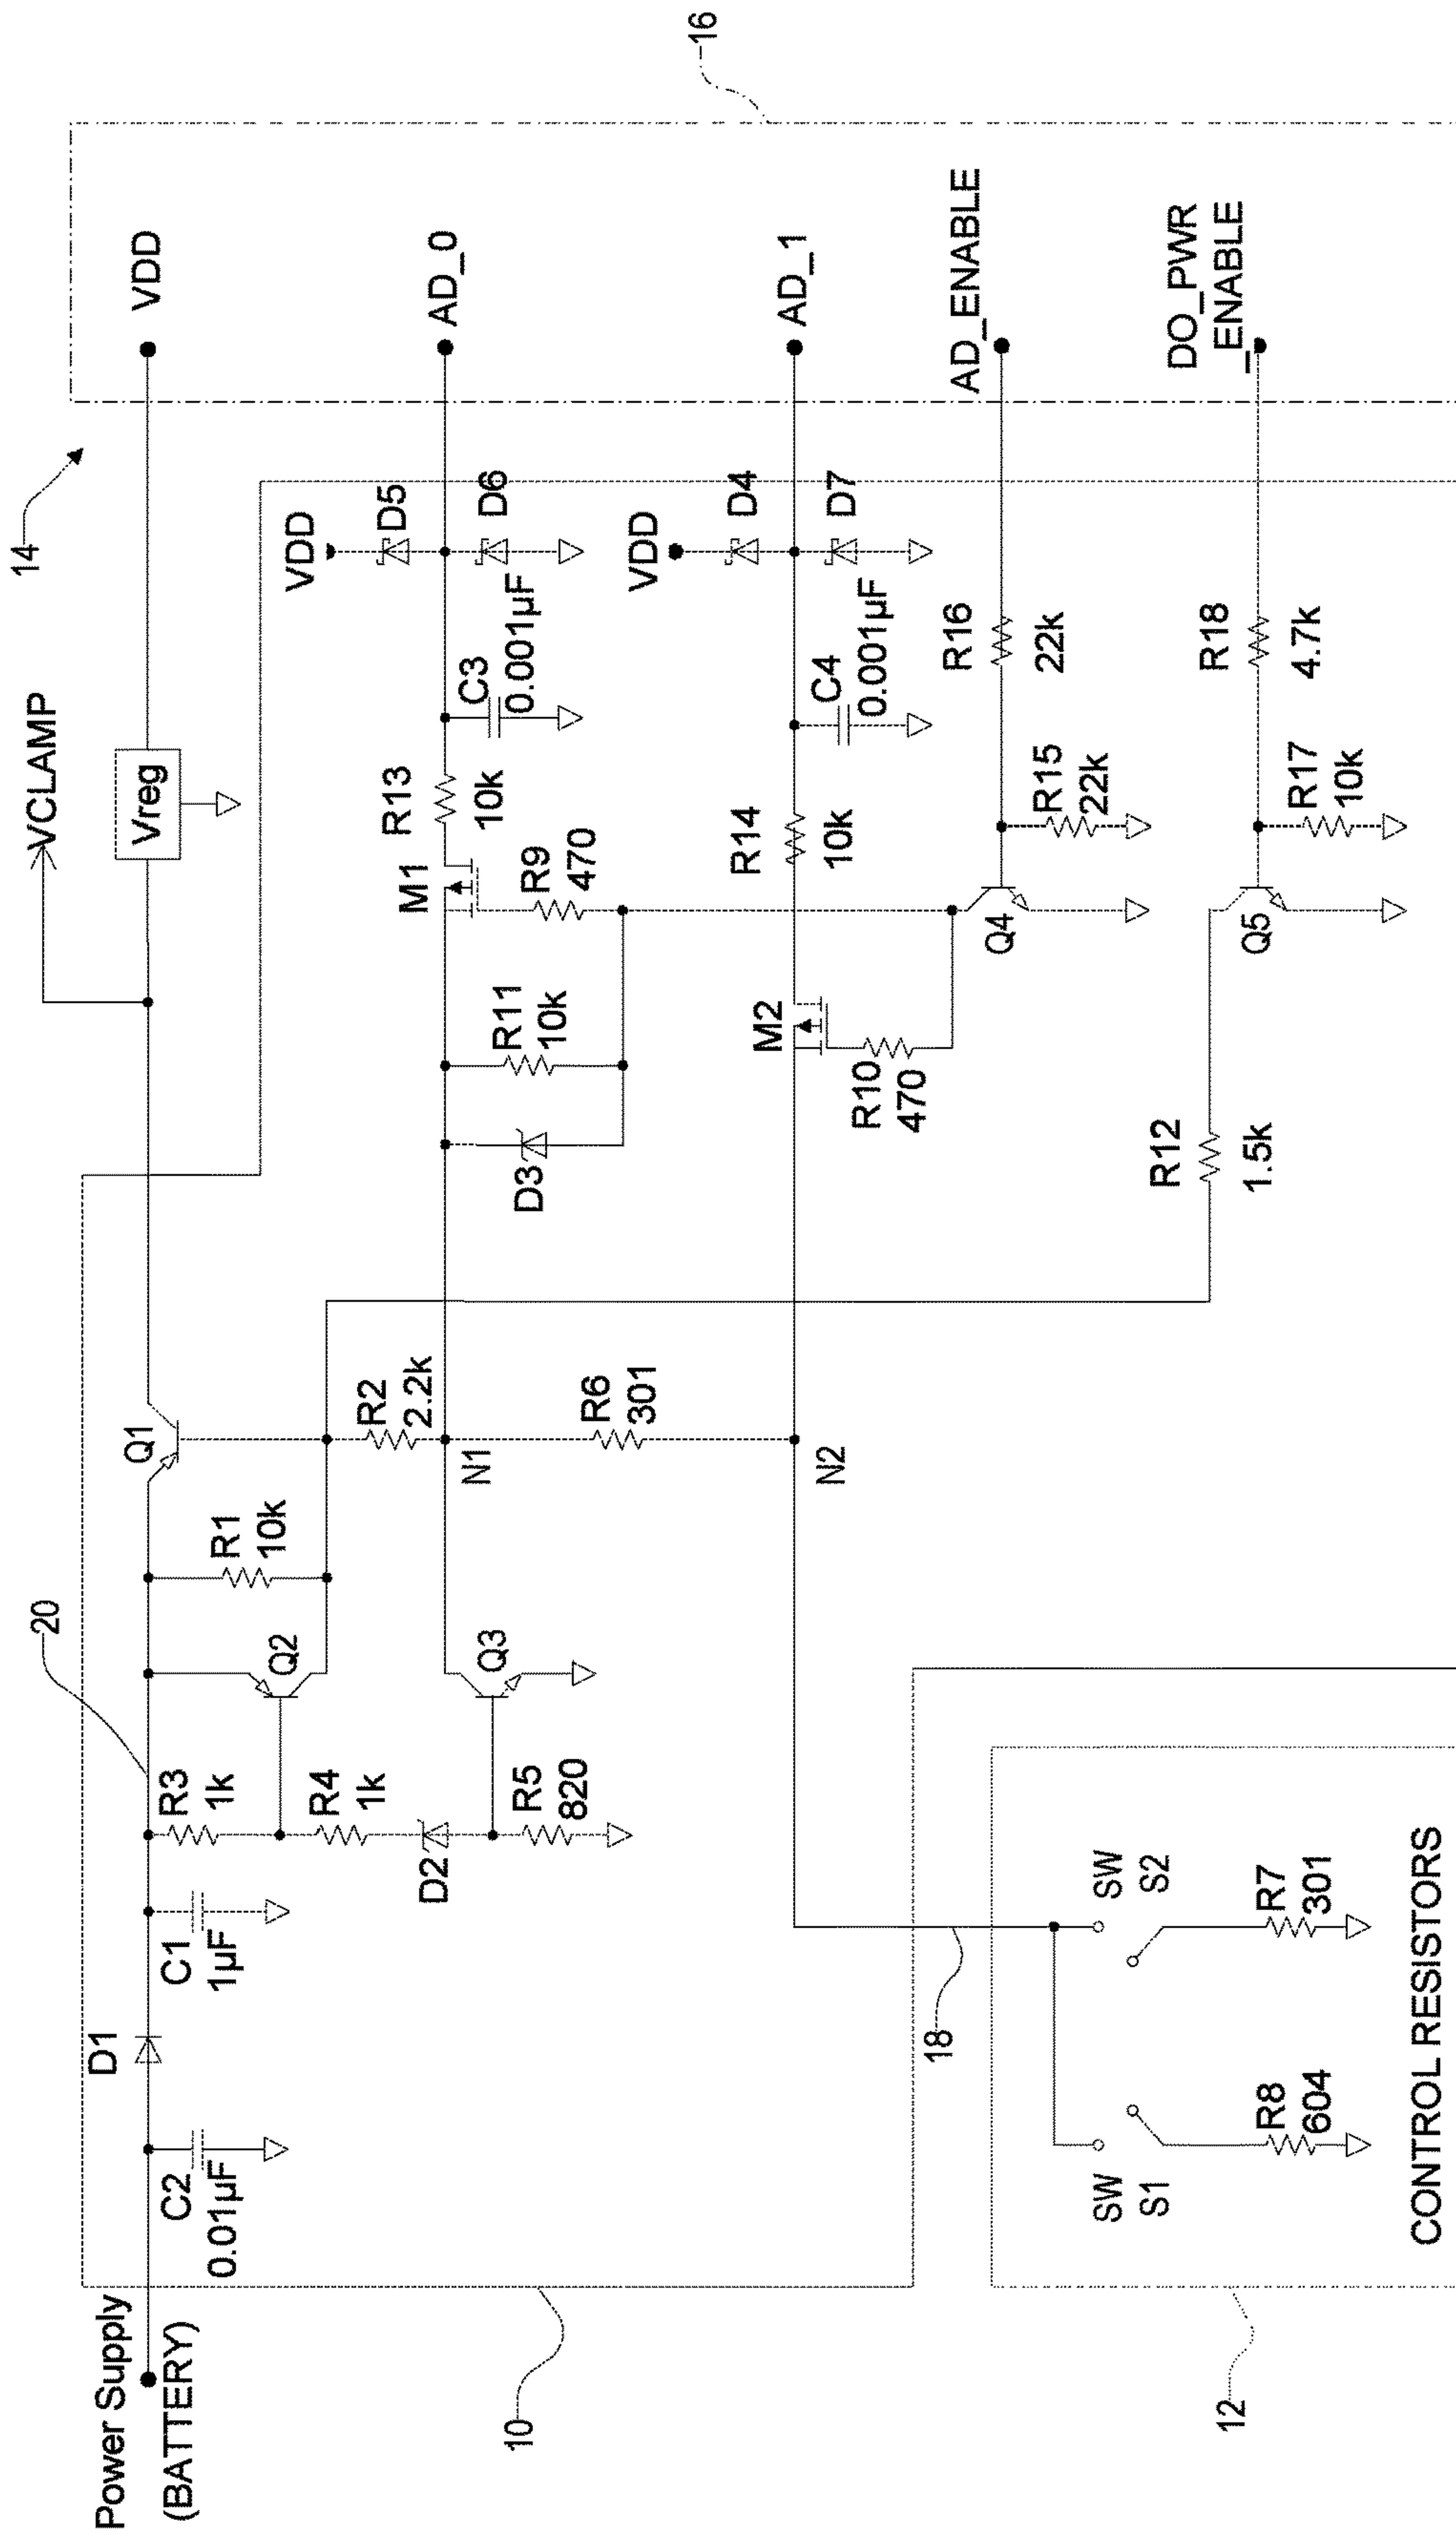 14
16
VCLAMP
Vreg
VDD
Power Supply
(BATTERY)
C2
0.01µF
D1
C1
1µF
20
R3
1k
R4
1k
D2
R5
820
Q2
Q3
R1
10k
Q1
R2
2.2k
N1
R6
301
N2
D3
R11
10k
M1
R9
470
R13
10k
C3
0.001µF
VDD
D5
D6
AD_0
M2
R10
470
R14
10k
C4
0.001µF
VDD
D4
D7
AD_1
Q4
R15
22k
R16
22k
AD_ENABLE
R12
1.5k
Q5
R17
10k
R18
4.7k
DO_PWR
_ENABLE
10
18
12
SW
S1
R8
604
SW
S2
R7
301
CONTROL RESISTORS